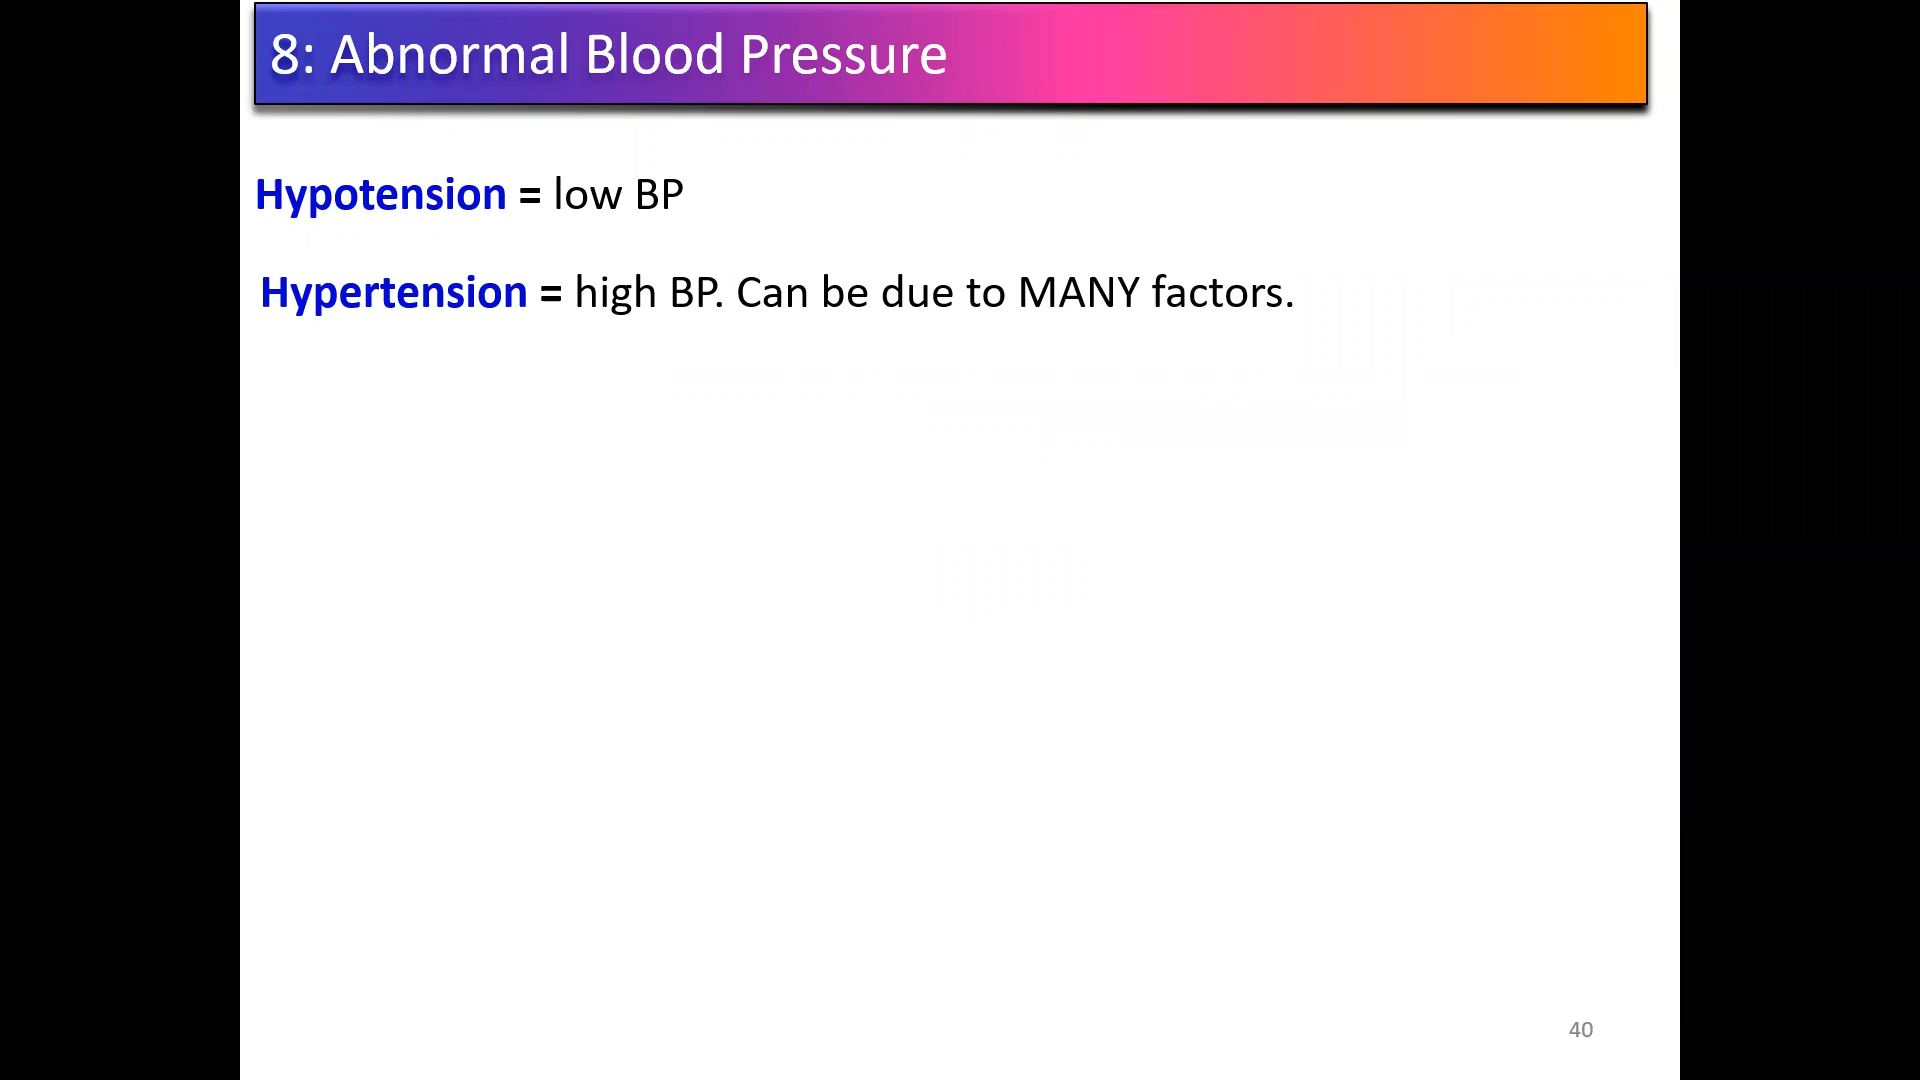 8: Abnormal Blood Pressure
Hypotension = low BP
Hypertension = high BP. Can be due to MANY factors.
40